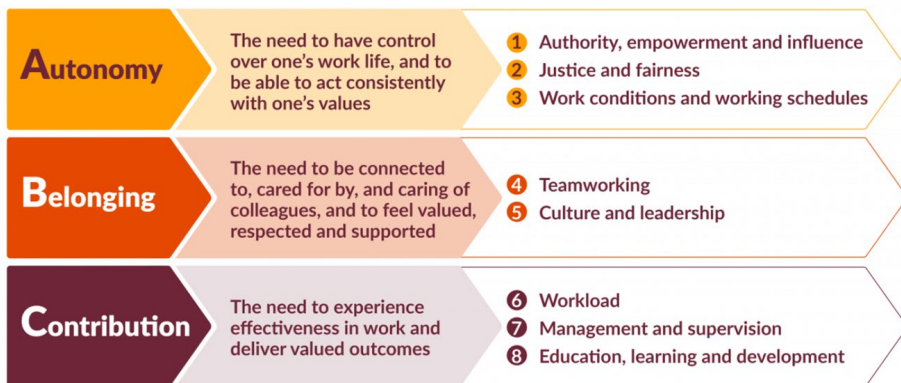 Autonomy
The need to have control
over one's work life, and to
be able to act consistently
with one's values
1 Authority, empowerment and influence
2 Justice and fairness
3 Work conditions and working schedules
Belonging
The need to be connected
to, cared for by, and caring of
colleagues, and to feel valued,
respected and supported
4 Teamworking
5 Culture and leadership
Contribution
The need to experience
effectiveness in work and
deliver valued outcomes
6 Workload
7 Management and supervision
8 Education, learning and development